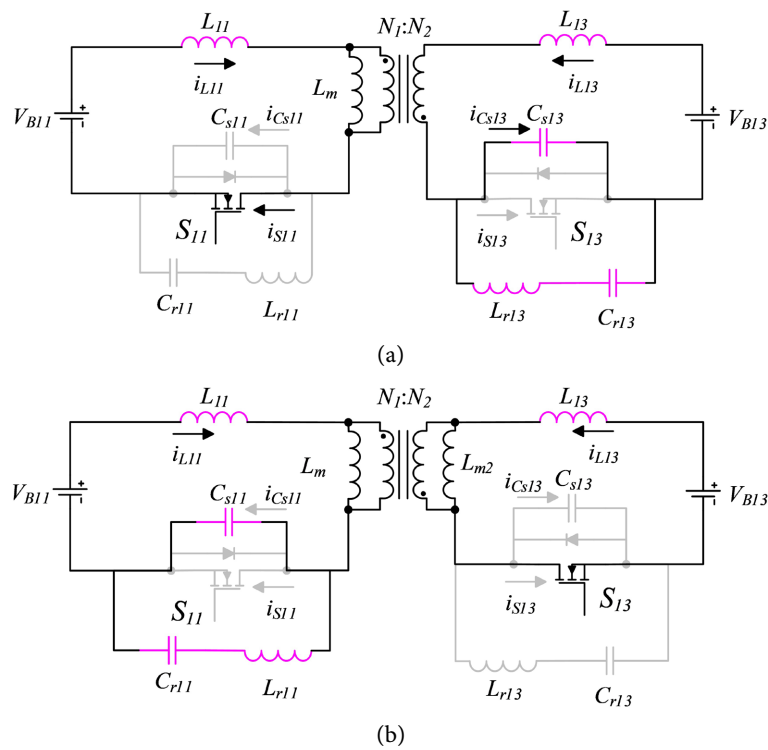 L11 N1:N2 L13
iL11 iL13
Lm
VB11 + - iCs11 Cs11 iCs13 Cs13 VB13 + -
S11 iS11 iS13 S13
Cr11 Lr11 Lr13 Cr13
(a)
L11 N1:N2 L13
iL11 iL13
Lm Lm2
VB11 + - Cs11 iCs11 iCs13 Cs13 VB13 + -
S11 iS11 iS13 S13
Cr11 Lr11 Lr13 Cr13
(b)